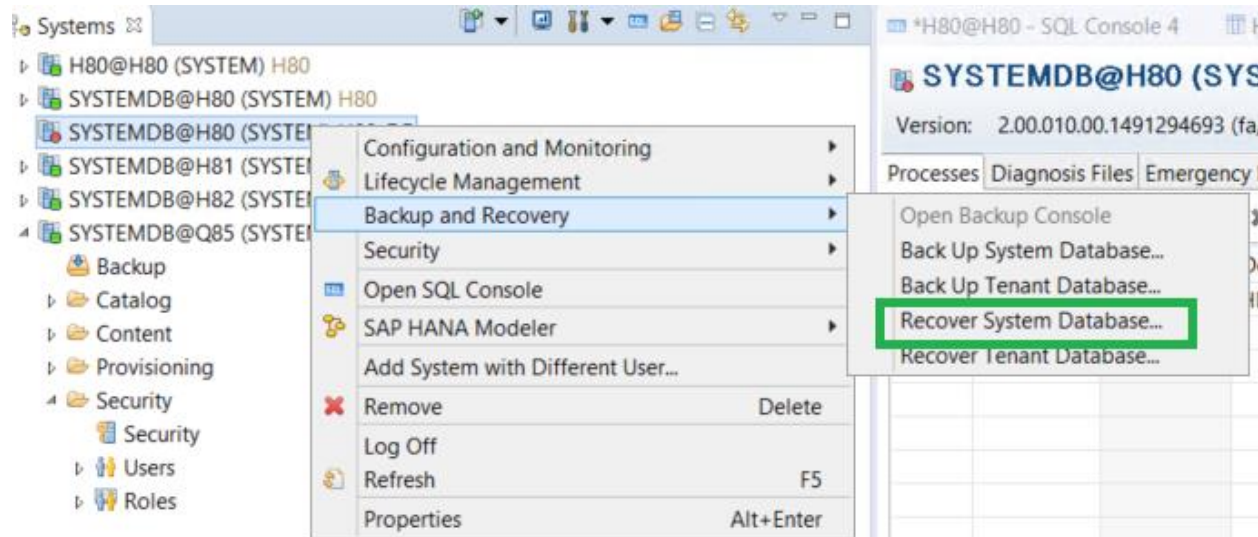 Systems
*H80@H80 - SQL Console 4
H80@H80 (SYSTEM) H80
SYSTEMDB@H80 (SYSTEM) H80
SYSTEMDB@H80 (SYSTE
SYSTEMDB@H81 (SYSTE
SYSTEMDB@H82 (SYSTE
SYSTEMDB@Q85 (SYSTE
Backup
Catalog
Content
Provisioning
Security
Security
Users
Roles
Configuration and Monitoring
Lifecycle Management
Backup and Recovery
Security
Open SQL Console
SAP HANA Modeler
Add System with Different User...
Remove Delete
Log Off
Refresh F5
Properties Alt+Enter
SYSTEMDB@H80 (SYS
Version: 2.00.010.00.1491294693 (fa
Processes Diagnosis Files Emergency
Open Backup Console
Back Up System Database...
Back Up Tenant Database...
Recover System Database...
Recover Tenant Database...